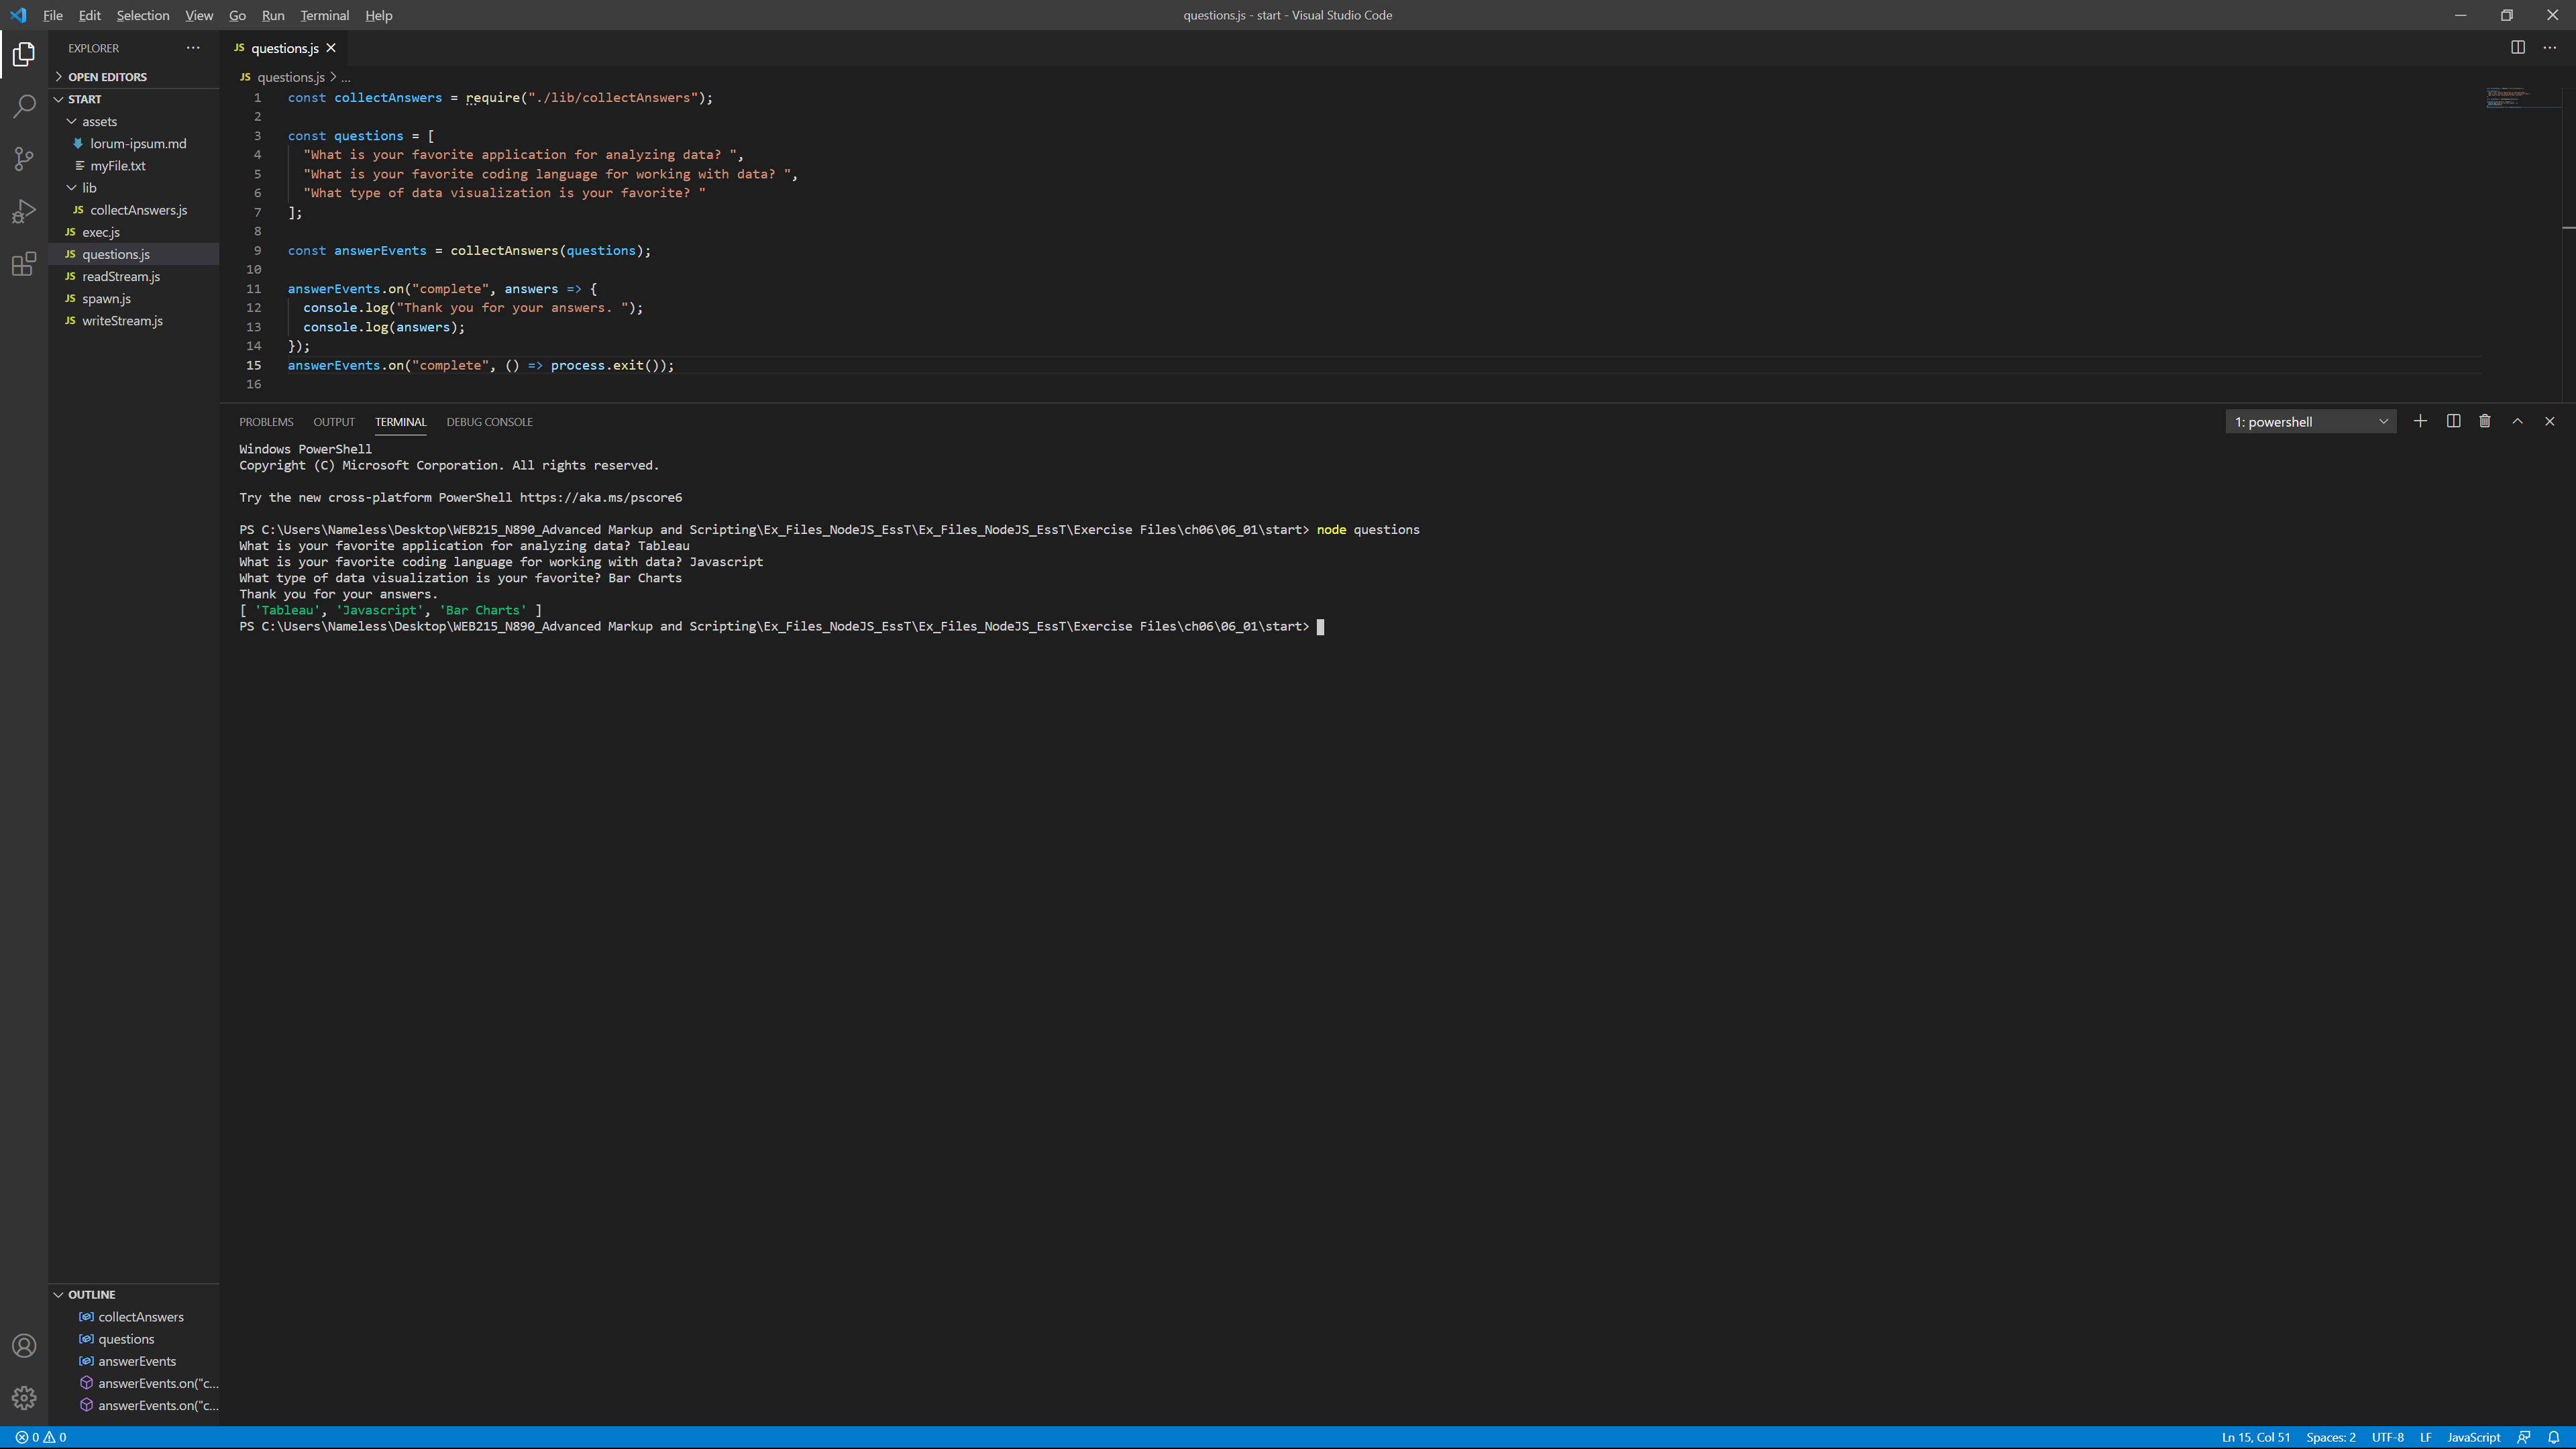 File Edit Selection View Go Run Terminal Help
questions.js - start - Visual Studio Code
EXPLORER
OPEN EDITORS
START
assets
lorum-ipsum.md
myFile.txt
lib
JS collectAnswers.js
JS exec.js
JS questions.js
JS readStream.js
JS spawn.js
JS writeStream.js
OUTLINE
collectAnswers
questions
answerEvents
answerEvents.on("c...
answerEvents.on("c...
JS questions.js
JS questions.js > ...
1 const collectAnswers = require("./lib/collectAnswers");
2
3 const questions = [
4 "What is your favorite application for analyzing data? ",
5 "What is your favorite coding language for working with data? ",
6 "What type of data visualization is your favorite? "
7 ];
8
9 const answerEvents = collectAnswers(questions);
10
11 answerEvents.on("complete", answers => {
12 console.log("Thank you for your answers. ");
13 console.log(answers);
14 });
15 answerEvents.on("complete", () => process.exit());
16
PROBLEMS OUTPUT TERMINAL DEBUG CONSOLE
1: powershell
Windows PowerShell
Copyright (C) Microsoft Corporation. All rights reserved.
Try the new cross-platform PowerShell https://aka.ms/pscore6
PS C:\Users\Nameless\Desktop\WEB215_N890_Advanced Markup and Scripting\Ex_Files_NodeJS_EssT\Ex_Files_NodeJS_EssT\Exercise Files\ch06\06_01\start> node questions
What is your favorite application for analyzing data? Tableau
What is your favorite coding language for working with data? Javascript
What type of data visualization is your favorite? Bar Charts
Thank you for your answers.
[ 'Tableau', 'Javascript', 'Bar Charts' ]
PS C:\Users\Nameless\Desktop\WEB215_N890_Advanced Markup and Scripting\Ex_Files_NodeJS_EssT\Ex_Files_NodeJS_EssT\Exercise Files\ch06\06_01\start>
0 0
Ln 15, Col 51 Spaces: 2 UTF-8 LF JavaScript